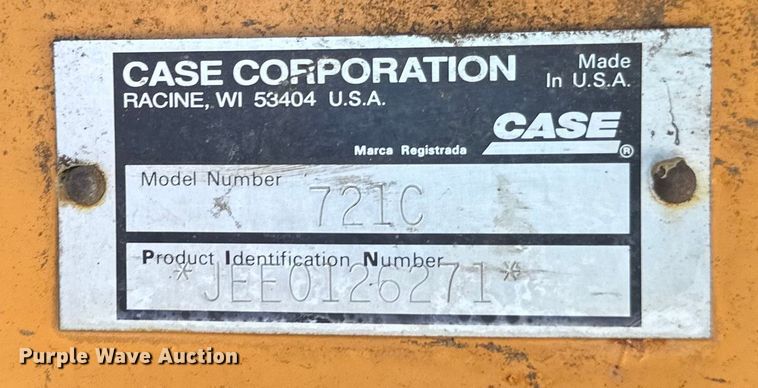 CASE CORPORATION
RACINE, WI 53404 U.S.A.
Made
In U.S.A.
CASE
Marca Registrada
®
Model Number
721C
Product Identification Number
*JEE0126271*
Purple Wave Auction